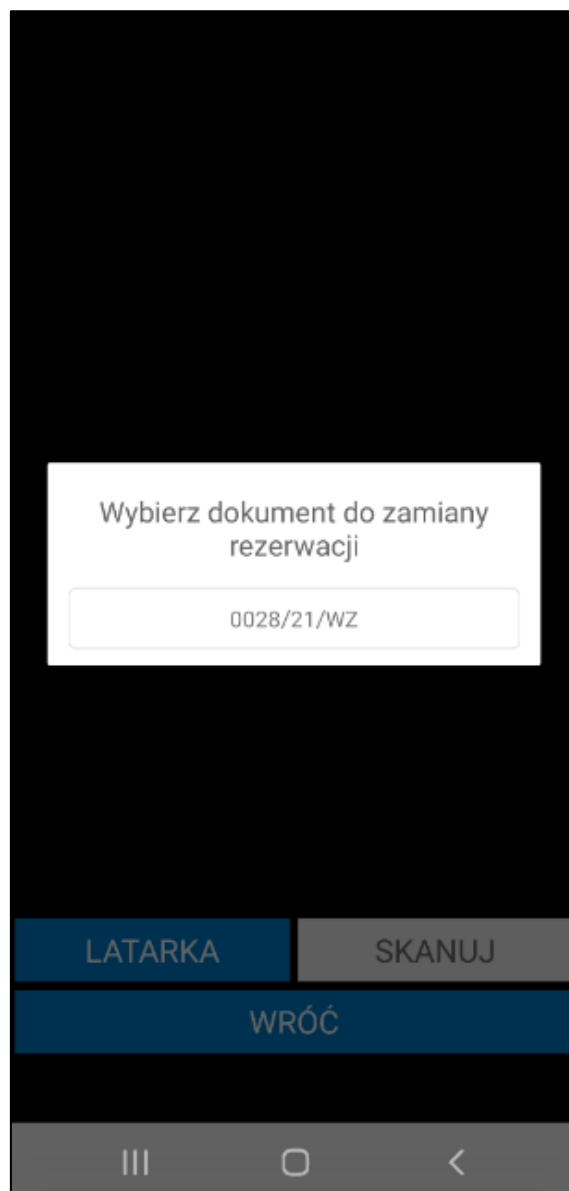 Wybierz dokument do zamiany
rezerwacji
0028/21/WZ
LATARKA
SKANUJ
WRÓĆ